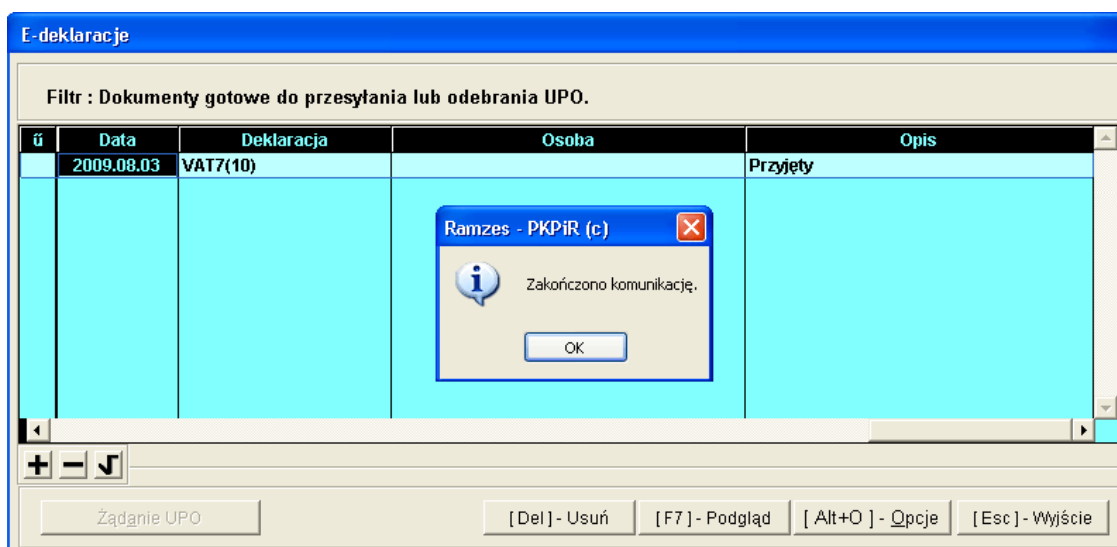 E-deklaracje
Filtr : Dokumenty gotowe do przesyłania lub odebrania UPO.
ű Data Deklaracja Osoba Opis
2009.08.03 VAT7(10) Przyjęty
Ramzes - PKPiR (c)
Zakończono komunikację.
OK
Żądanie UPO [Del]- Usuń [F7]- Podgląd [ Alt+O ] - Opcje [Esc]- Wyjście